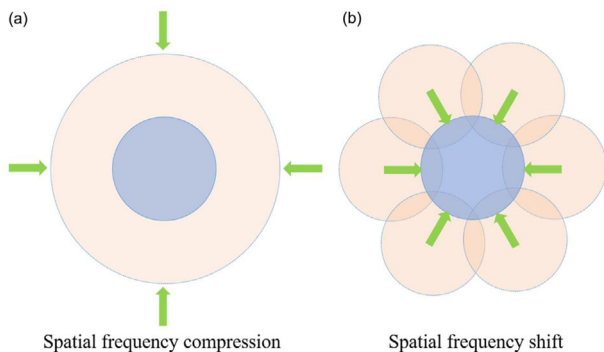 (a)
(b)
Spatial frequency compression
Spatial frequency shift